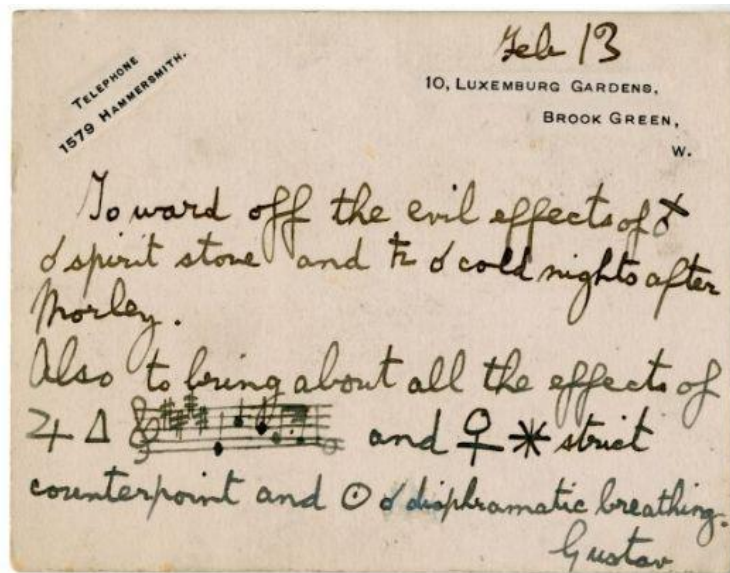 Feb 13
TELEPHONE
1579 HAMMERSMITH.
10, LUXEMBURG GARDENS,
BROOK GREEN,
W.
To ward off the evil effects of ♂
☌ spirit stove and ♄ ☌ cold nights after
Morley.
Also to bring about all the effects of
♃ △ and ♀ ⚹ strict
counterpoint and ☉ ☌ diaphramatic breathing.
Gustav